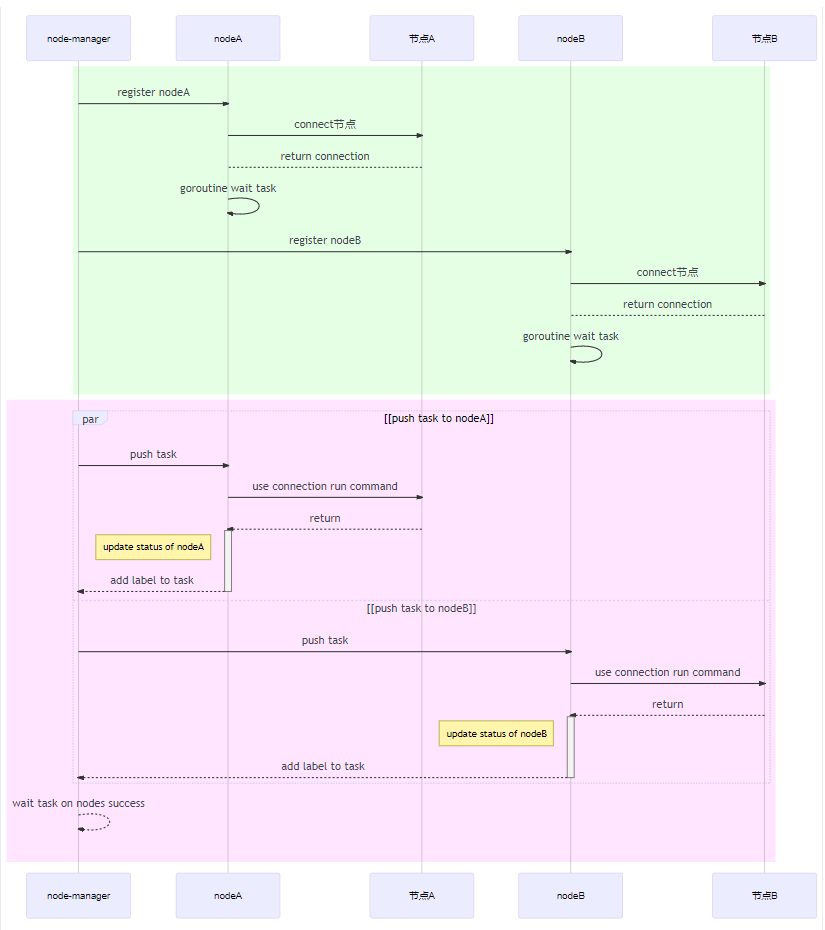 node-manager
nodeA
节点A
nodeB
节点B
register nodeA
connect节点
return connection
goroutine wait task
register nodeB
connect节点
return connection
goroutine wait task
par
[[push task to nodeA]]
push task
use connection run command
return
update status of nodeA
add label to task
[[push task to nodeB]]
push task
use connection run command
return
update status of nodeB
add label to task
wait task on nodes success
node-manager
nodeA
节点A
nodeB
节点B